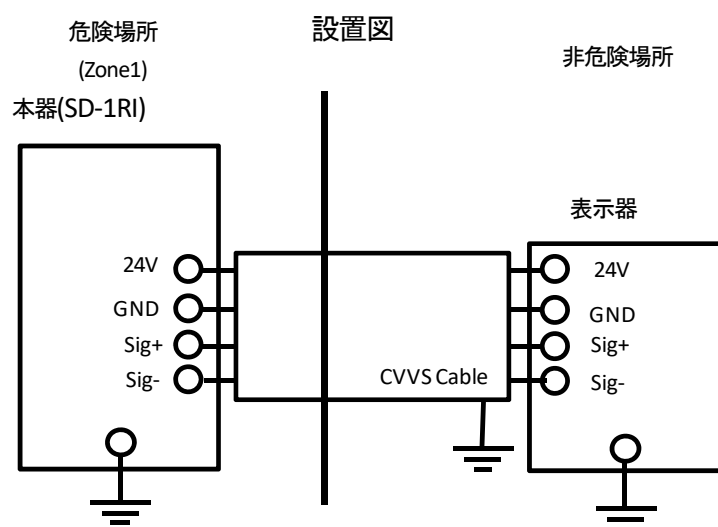 設置図
危険場所
(Zone1)
本器(SD-1RI)
非危険場所
表示器
24V
GND
Sig+
Sig-
CVVS Cable
24V
GND
Sig+
Sig-